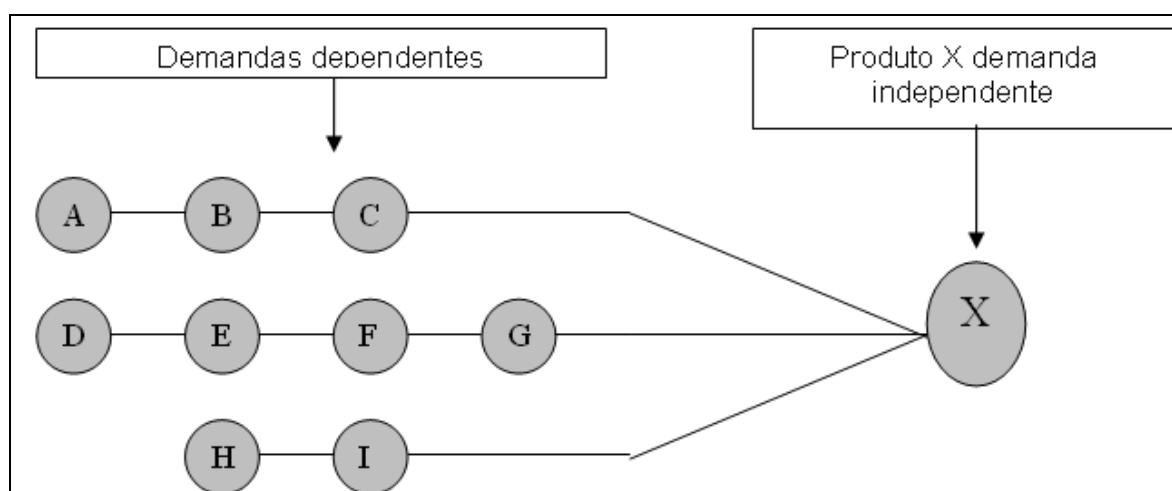 Demandas dependentes
Produto X demanda
independente
A B C
D E F G
X
H I